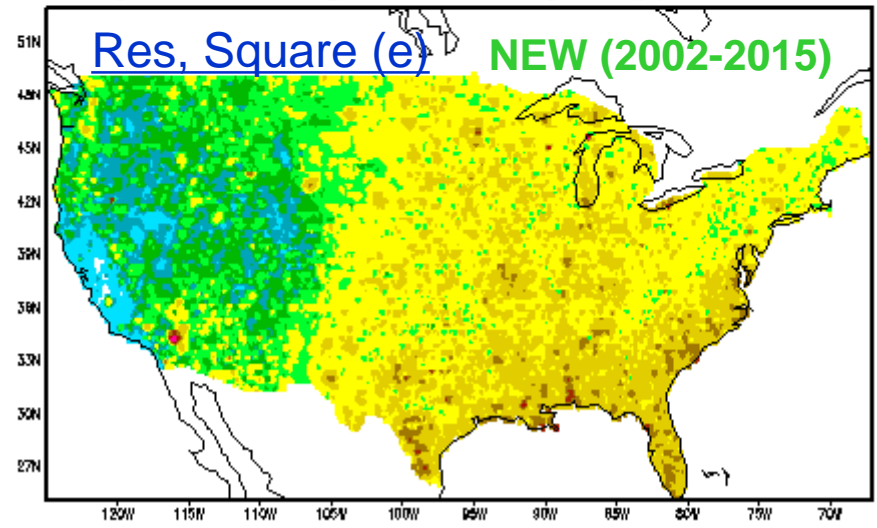 Res, Square (e) NEW (2002-2015)
51N
48N
45N
42N
39N
36N
33N
30N
27N
120W 115W 110W 105W 100W 95W 90W 85W 80W 75W 70W